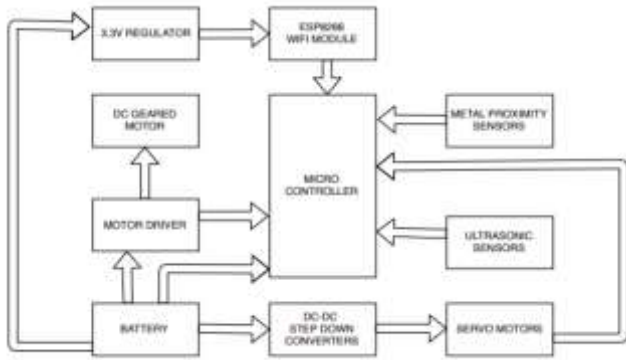 3.3V REGULATOR
ESP8266
WIFI MODULE
DC GEARED
MOTOR
MICRO
CONTROLLER
METAL PROXIMITY
SENSORS
MOTOR DRIVER
ULTRASONIC
SENSORS
BATTERY
DC-DC
STEP DOWN
CONVERTERS
SERVO MOTORS